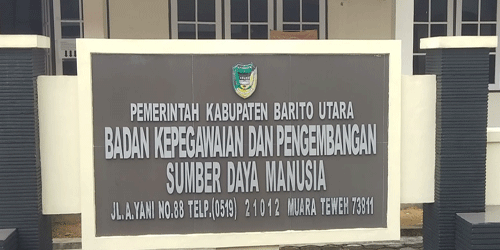 PEMERINTAH KABUPATEN BARITO UTARA
BADAN KEPEGAWAIAN DAN PENGEMBANGAN
SUMBER DAYA MANUSIA
JL.A.YANI NO.88 TELP.(0519) 21012 MUARA TEWEH 73811